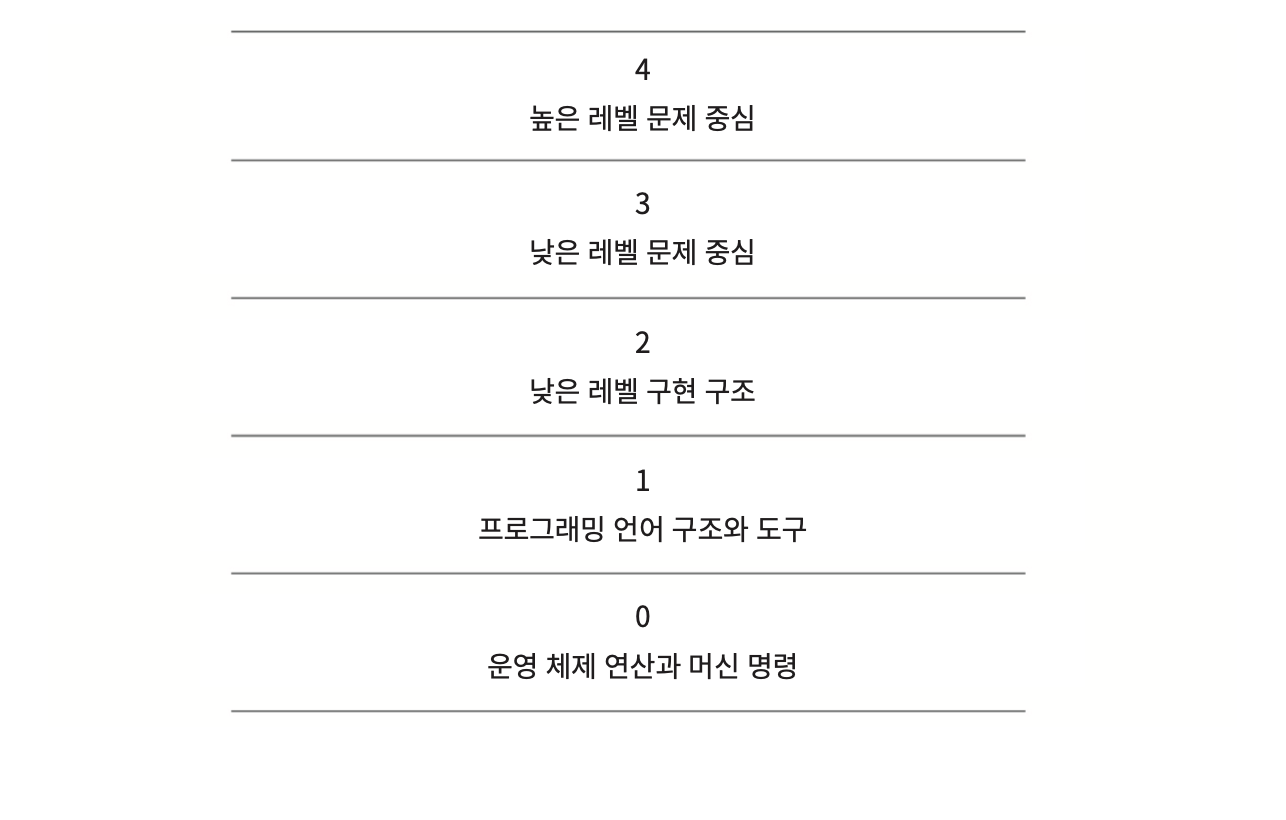 4
높은 레벨 문제 중심
3
낮은 레벨 문제 중심
2
낮은 레벨 구현 구조
1
프로그래밍 언어 구조와 도구
0
운영 체제 연산과 머신 명령